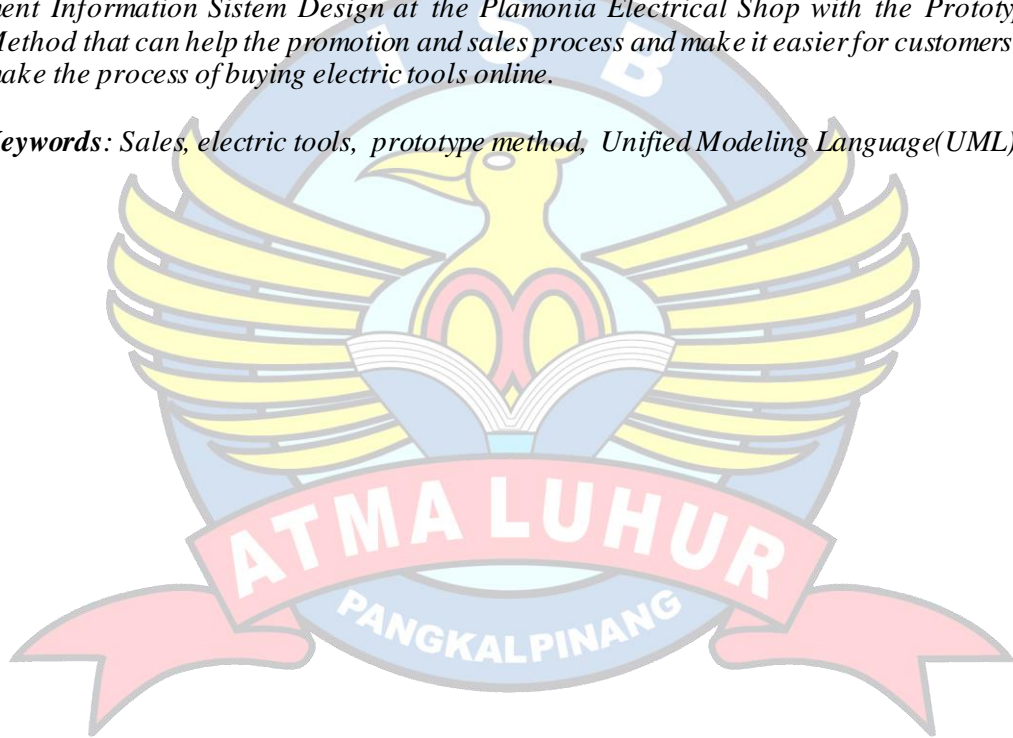 ent Information Sistem Design at the Plamonia Electrical Shop with the Prototy
Method that can help the promotion and sales process and make it easier for customers
make the process of buying electric tools online.
Keywords: Sales, electric tools, prototype method, Unified Modeling Language(UML)
I S B
ATMA LUHUR
PANGKALPINANG